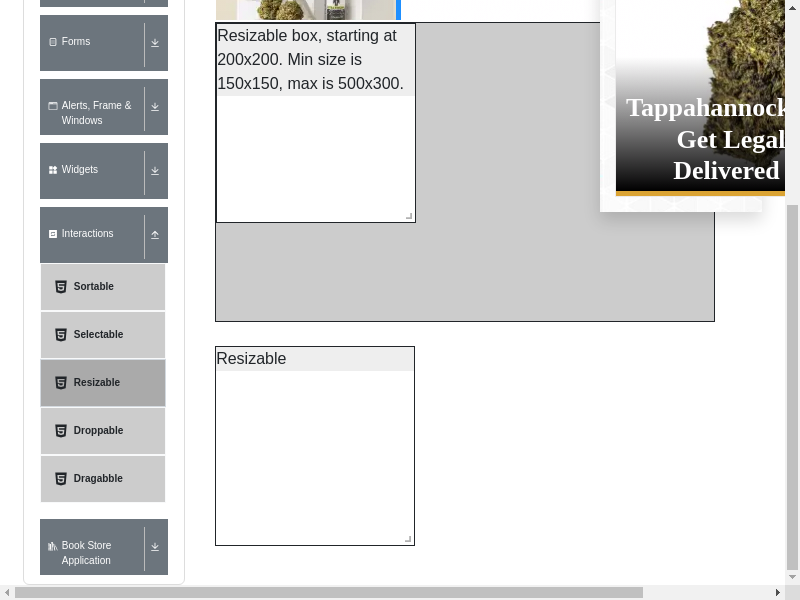 Forms
Alerts, Frame &
Windows
Widgets
Interactions
Sortable
Selectable
Resizable
Droppable
Dragabble
Book Store
Application
Resizable box, starting at
200x200. Min size is
150x150, max is 500x300.
Resizable
Tappahannock
Get Legal
Delivered